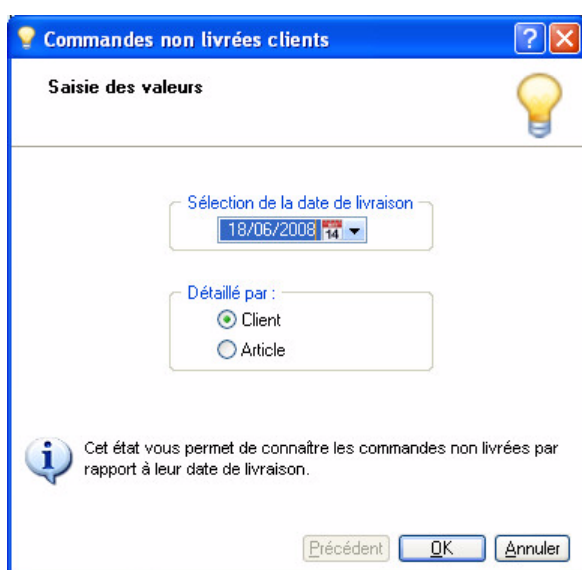 Commandes non livrées clients
Saisie des valeurs
Sélection de la date de livraison
18/06/2008 14
Détaillé par :
Client
Article
Cet état vous permet de connaître les commandes non livrées par
rapport à leur date de livraison.
Précédent OK Annuler